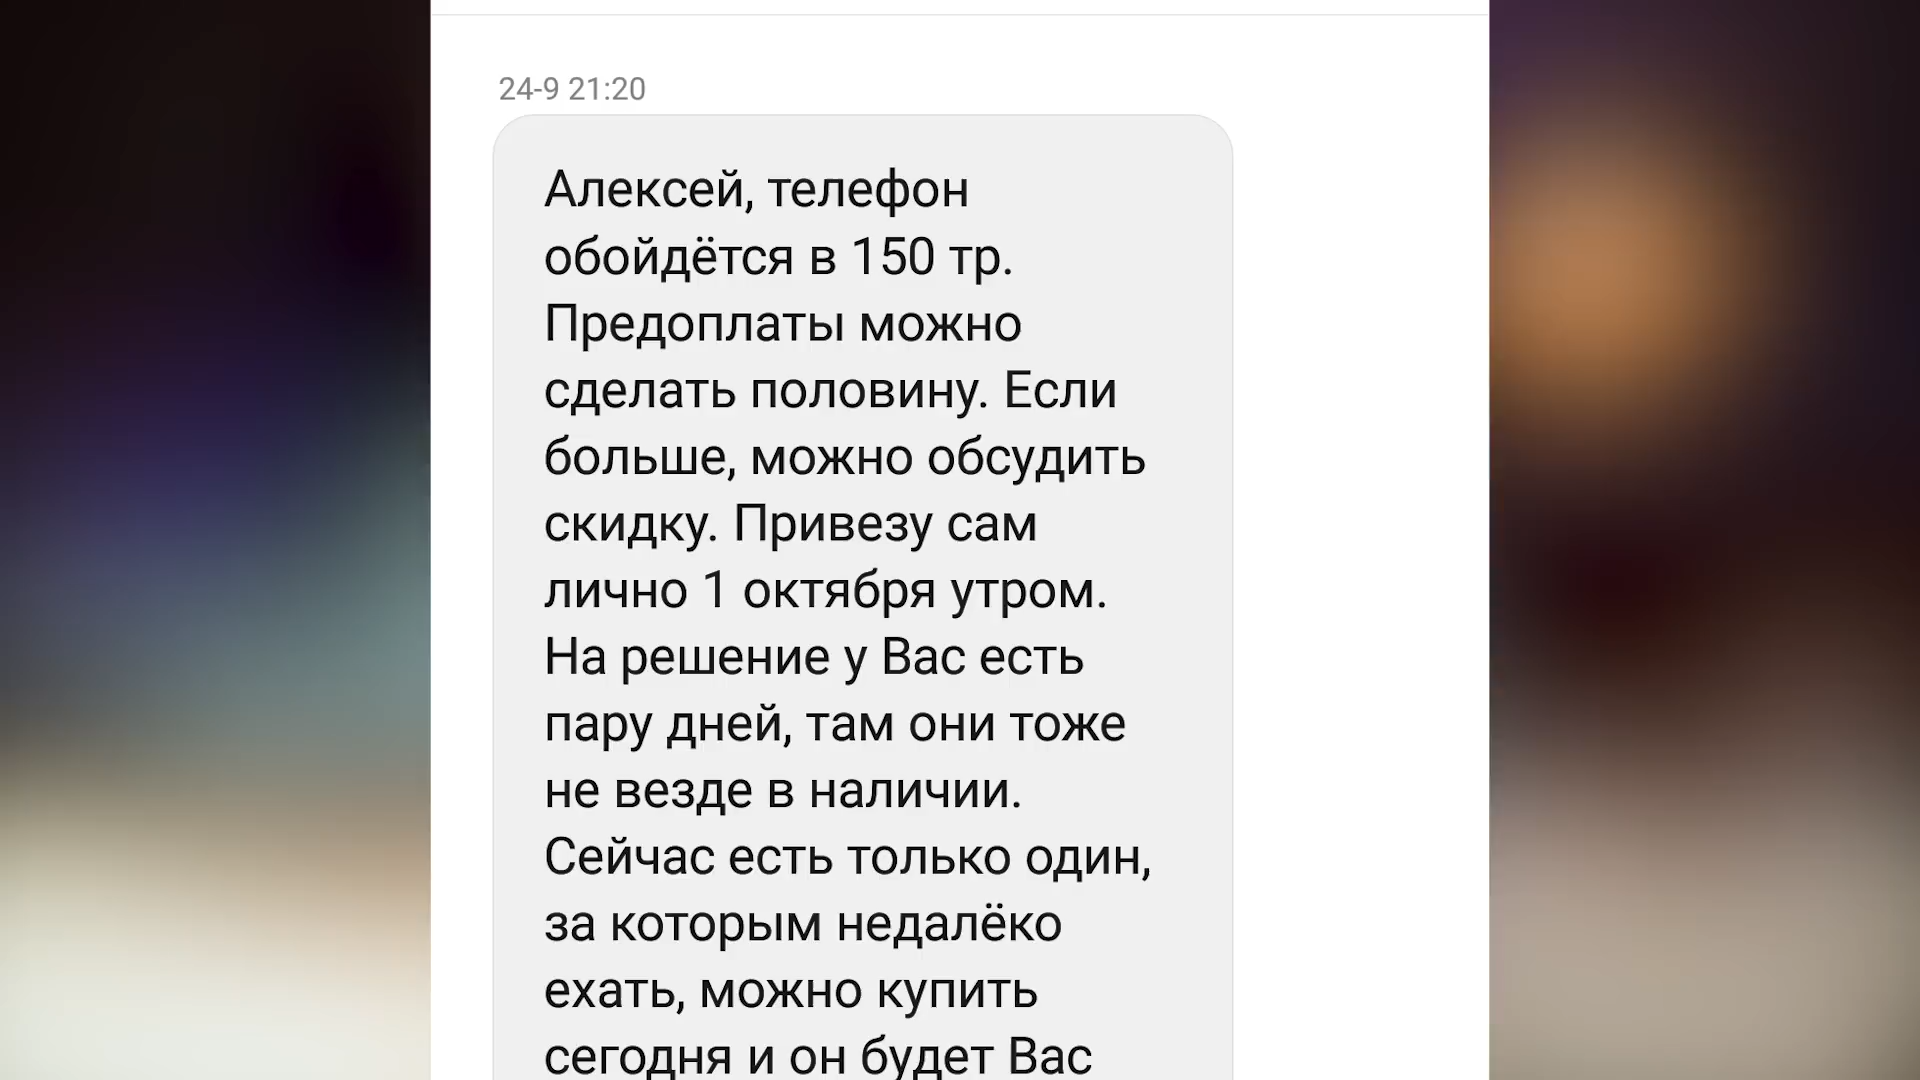 24-9 21:20
Алексей, телефон
обойдётся в 150 тр.
Предоплаты можно
сделать половину. Если
больше, можно обсудить
скидку. Привезу сам
лично 1 октября утром.
На решение у Вас есть
пару дней, там они тоже
не везде в наличии.
Сейчас есть только один,
за которым недалёко
ехать, можно купить
сегодня и он будет Вас